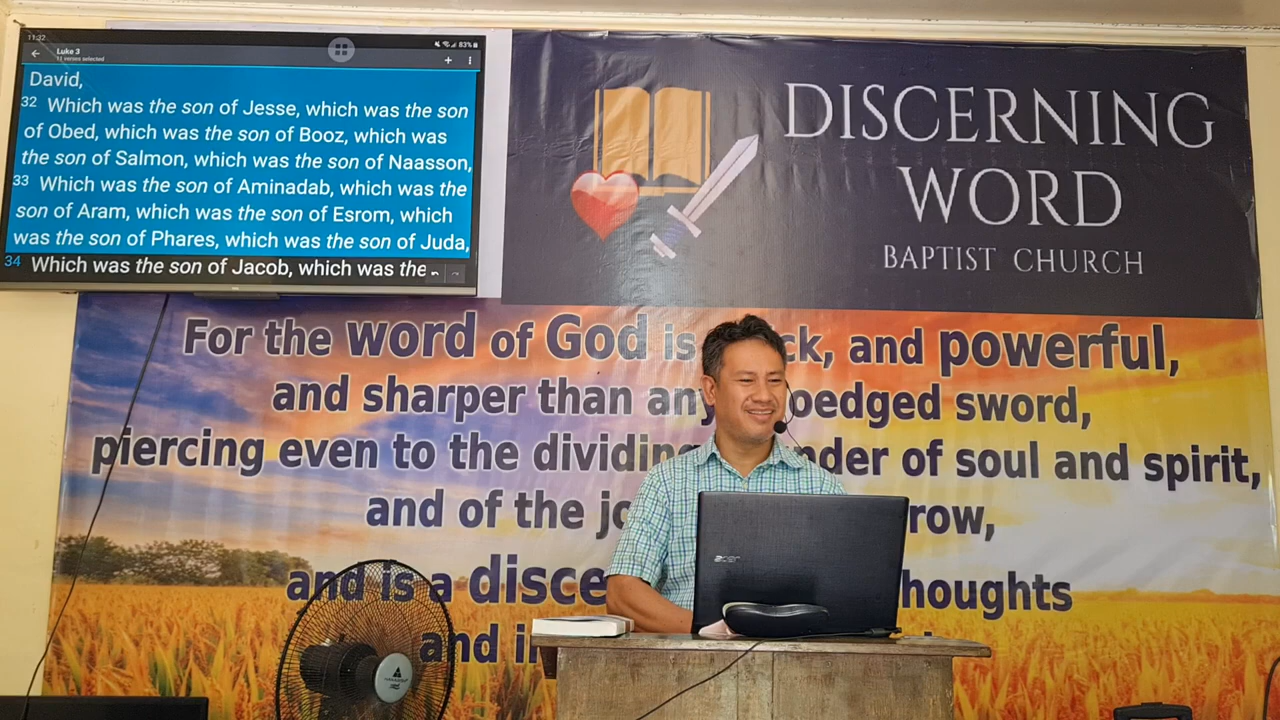 11:32
83%
Luke 3
11 verses selected
David,
32 Which was the son of Jesse, which was the son
of Obed, which was the son of Booz, which was
the son of Salmon, which was the son of Naasson,
33 Which was the son of Aminadab, which was the
son of Aram, which was the son of Esrom, which
was the son of Phares, which was the son of Juda,
34 Which was the son of Jacob, which was the
DISCERNING
WORD
BAPTIST CHURCH
For the word of God is ck, and powerful,
and sharper than any oedged sword,
piercing even to the dividing nder of soul and spirit,
and of the jo row,
and is a disce houghts
and in
acer